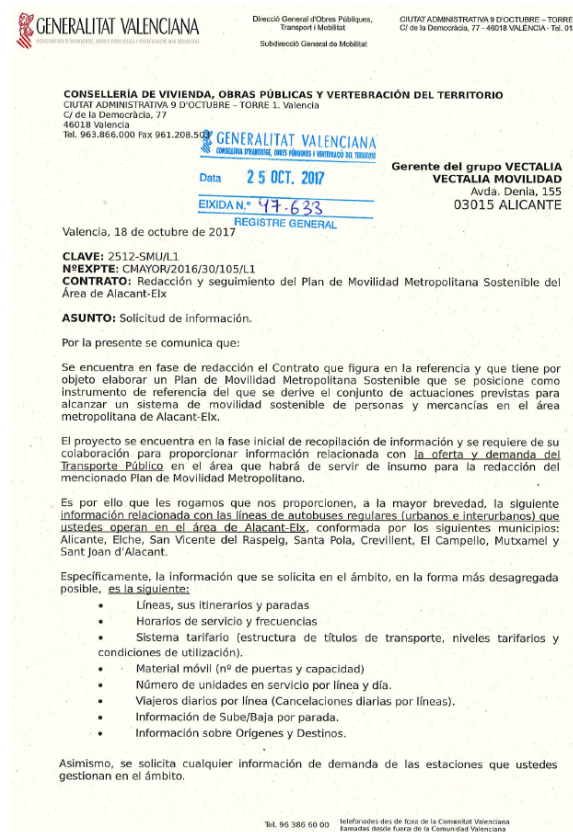 GENERALITAT VALENCIANA
Direcció General d'Obres Públiques,
Transport i Mobilitat
Subdirecció General de Mobilitat
CIUTAT ADMINISTRATIVA 9 D'OCTUBRE – TORRE
C/ de la Democràcia, 77 - 46018 VALENCIA - Tel. 01
CONSELLERÍA DE VIVIENDA, OBRAS PÚBLICAS Y VERTEBRACIÓN DEL TERRITORIO
CIUTAT ADMINISTRATIVA 9 D'OCTUBRE – TORRE 1. Valencia
C/ de la Democràcia, 77
46018 Valencia
Tel. 963.866.000 Fax 961.208.503
GENERALITAT VALENCIANA
CONSELLERIA D'HABITATGE, OBRES PÚBLIQUES I VERTEBRACIÓ DEL TERRITORI
Data 25 OCT. 2017
EIXIDA N.º 47.633
REGISTRE GENERAL
Gerente del grupo VECTALIA
VECTALIA MOVILIDAD
Avda. Denia, 155
03015 ALICANTE
Valencia, 18 de octubre de 2017
CLAVE: 2512-SMU/L1
NºEXPTE: CMAYOR/2016/30/105/L1
CONTRATO: Redacción y seguimiento del Plan de Movilidad Metropolitana Sostenible del
Área de Alacant-Elx
ASUNTO: Solicitud de información.
Por la presente se comunica que:
Se encuentra en fase de redacción el Contrato que figura en la referencia y que tiene por
objeto elaborar un Plan de Movilidad Metropolitana Sostenible que se posicione como
instrumento de referencia del que se derive el conjunto de actuaciones previstas para
alcanzar un sistema de movilidad sostenible de personas y mercancías en el área
metropolitana de Alacant-Elx.
El proyecto se encuentra en la fase inicial de recopilación de información y se requiere de su
colaboración para proporcionar información relacionada con la oferta y demanda del
Transporte Público en el área que habrá de servir de insumo para la redacción del
mencionado Plan de Movilidad Metropolitano.
Es por ello que les rogamos que nos proporcionen, a la mayor brevedad, la siguiente
información relacionada con las líneas de autobuses regulares (urbanos e interurbanos) que
ustedes operan en el área de Alacant-Elx, conformada por los siguientes municipios:
Alicante, Elche, San Vicente del Raspeig, Santa Pola, Crevillent, El Campello, Mutxamel y
Sant Joan d'Alacant.
Específicamente, la información que se solicita en el ámbito, en la forma más desagregada
posible, es la siguiente:
• Líneas, sus itinerarios y paradas
• Horarios de servicio y frecuencias
• Sistema tarifario (estructura de títulos de transporte, niveles tarifarios y
condiciones de utilización).
• Material móvil (nº de puertas y capacidad)
• Número de unidades en servicio por línea y día.
• Viajeros diarios por línea (Cancelaciones diarias por líneas).
• Información de Sube/Baja por parada.
• Información sobre Orígenes y Destinos.
Asimismo, se solicita cualquier información de demanda de las estaciones que ustedes
gestionan en el ámbito.
Tel. 96 386 60 00
telefonades des de fora de la Comunitat Valenciana
llamadas desde fuera de la Comunidad Valenciana